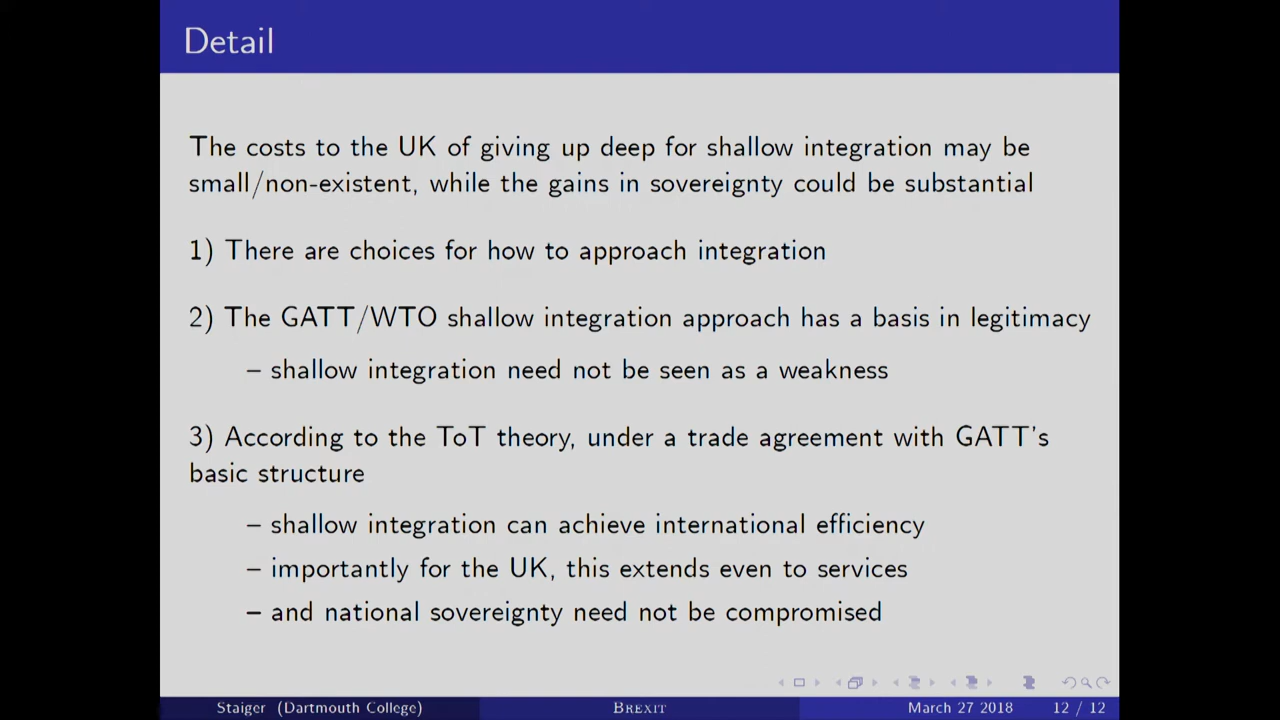 Detail
The costs to the UK of giving up deep for shallow integration may be
small/non-existent, while the gains in sovereignty could be substantial
1) There are choices for how to approach integration
2) The GATT/WTO shallow integration approach has a basis in legitimacy
– shallow integration need not be seen as a weakness
3) According to the ToT theory, under a trade agreement with GATT's
basic structure
– shallow integration can achieve international efficiency
– importantly for the UK, this extends even to services
– and national sovereignty need not be compromised
Staiger (Dartmouth College) Brexit March 27 2018 12 / 12